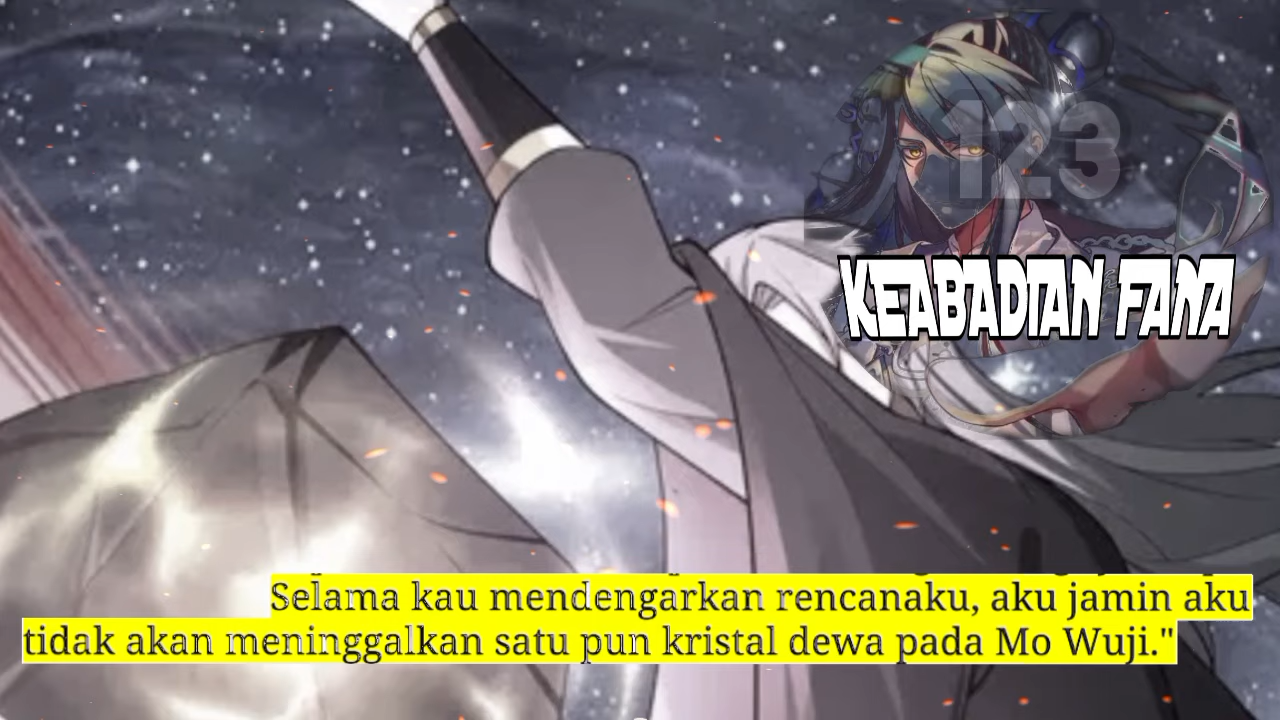 123
KEABADIAN FANA
Selama kau mendengarkan rencanaku, aku jamin aku
tidak akan meninggalkan satu pun kristal dewa pada Mo Wuji."